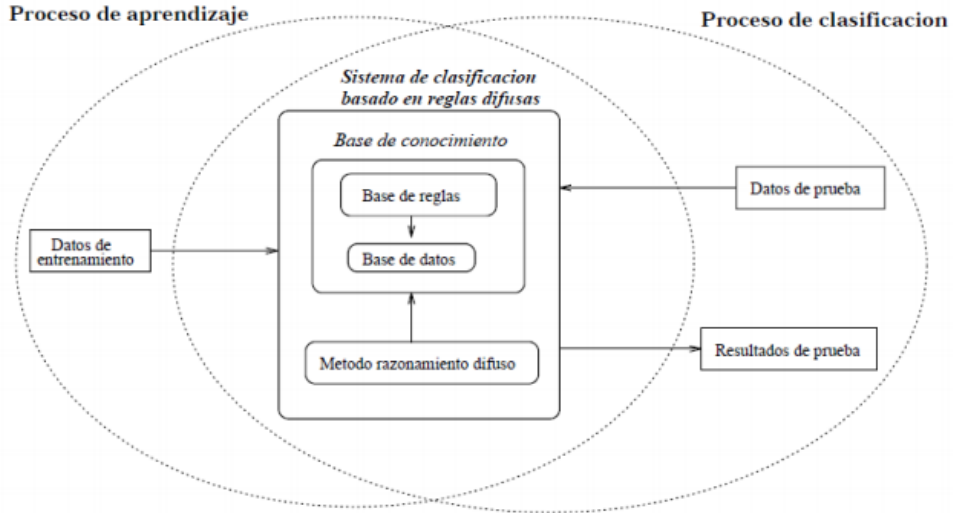 Proceso de aprendizaje
Proceso de clasificacion
Sistema de clasificacion
basado en reglas difusas
Base de conocimiento
Base de reglas
Datos de prueba
Datos de
entrenamiento
Base de datos
Metodo razonamiento difuso
Resultados de prueba